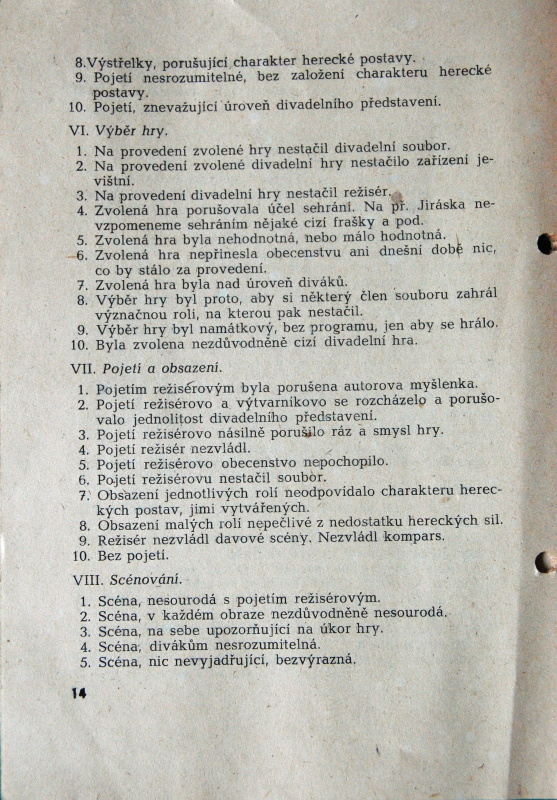 8.Výstřelky, porušující charakter herecké postavy.
9. Pojetí nesrozumitelné, bez založení charakteru herecké
postavy.
10. Pojetí, znevažující úroveň divadelního představení.
VI. Výběr hry.
1. Na provedení zvolené hry nestačil divadelní soubor.
2. Na provedení zvolené divadelní hry nestačilo zařízení je-
vištní.
3. Na provedení divadelní hry nestačil režisér.
4. Zvolená hra porušovala účel sehrání. Na př. Jiráska ne-
vzpomeneme sehráním nějaké cizí frašky a pod.
5. Zvolená hra byla nehodnotná, nebo málo hodnotná.
6. Zvolená hra nepřinesla obecenstvu ani dnešní době nic,
co by stálo za provedení.
7. Zvolená hra byla nad úroveň diváků.
8. Výběr hry byl proto, aby si některý člen souboru zahrál
význačnou roli, na kterou pak nestačil.
9. Výběr hry byl namátkový, bez programu, jen aby se hrálo.
10. Byla zvolena nezdůvodněně cizí divadelní hra.
VII. Pojetí a obsazení.
1. Pojetím režisérovým byla porušena autorova myšlenka.
2. Pojetí režisérovo a výtvarníkovo se rozcházelo a porušo-
valo jednolitost divadelního představení.
3. Pojetí režisérovo násilně porušilo ráz a smysl hry.
4. Pojetí režisér nezvládl.
5. Pojetí režisérovo obecenstvo nepochopilo.
6. Pojetí režisérovu nestačil soubor.
7. Obsazení jednotlivých rolí neodpovídalo charakteru herec-
kých postav, jimi vytvářených.
8. Obsazení malých rolí nepečlivé z nedostatku hereckých sil.
9. Režisér nezvládl davové scény. Nezvládl kompars.
10. Bez pojetí.
VIII. Scénování.
1. Scéna, nesourodá s pojetím režisérovým.
2. Scéna, v každém obraze nezdůvodněně nesourodá.
3. Scéna, na sebe upozorňující na úkor hry.
4. Scéna, divákům nesrozumitelná.
5. Scéna, nic nevyjadřující, bezvýrazná.
14